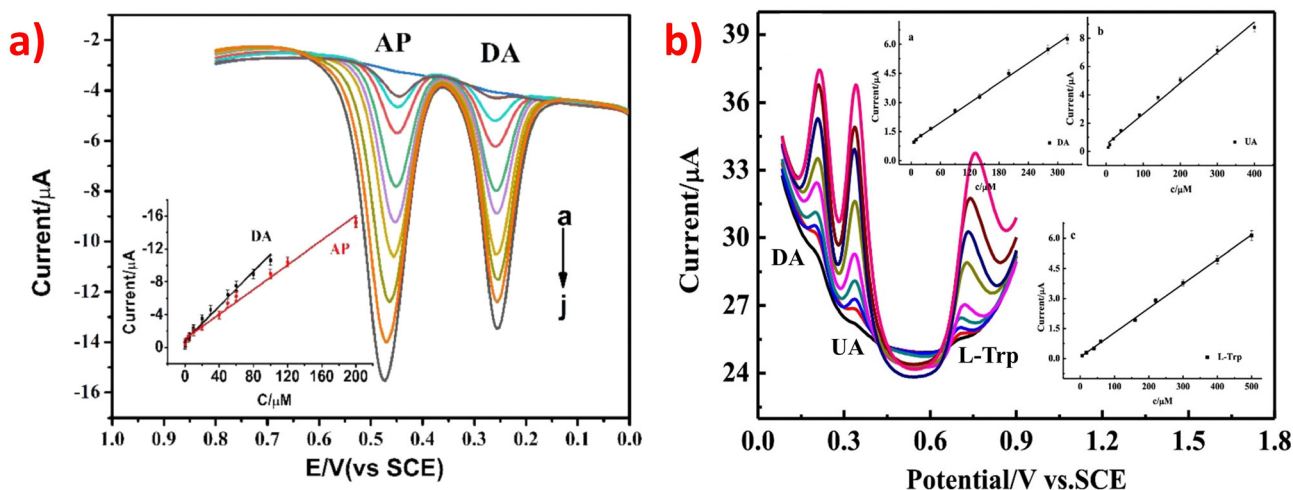 a)
AP
DA
-2
-4
-6
-8
-10
-12
-14
-16
Current/μA
1.0 0.9 0.8 0.7 0.6 0.5 0.4 0.3 0.2 0.1 0.0
E/V(vs SCE)
a
j
-16
-12
-8
-4
0
Current/μA
DA
AP
0 40 80 120 160 200
C/μM
b)
39
36
33
30
27
24
Current/μA
0.0 0.3 0.6 0.9 1.2 1.5 1.8
Potential/V vs.SCE
DA
UA
L-Trp
a
6.0
4.5
3.0
1.5
0.0
Current/μA
DA
0 60 120 180 240 300
c/μM
b
8
6
4
2
0
Current/μA
UA
0 100 200 300 400
c/μM
c
6.0
4.5
3.0
1.5
0.0
Current/μA
L-Trp
0 100 200 300 400 500
c/μM